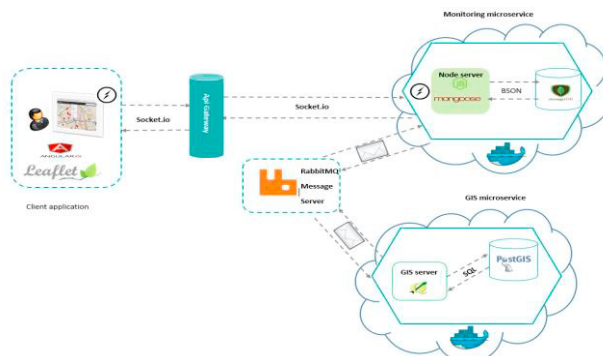 Monitoring microservice
Node server
mongoose
BSON
Socket.io
Socket.io
Api Gateway
ANGULARJS
Leaflet
Client application
RabbitMQ
Message
Server
GIS microservice
GIS server
SQL
PostGIS